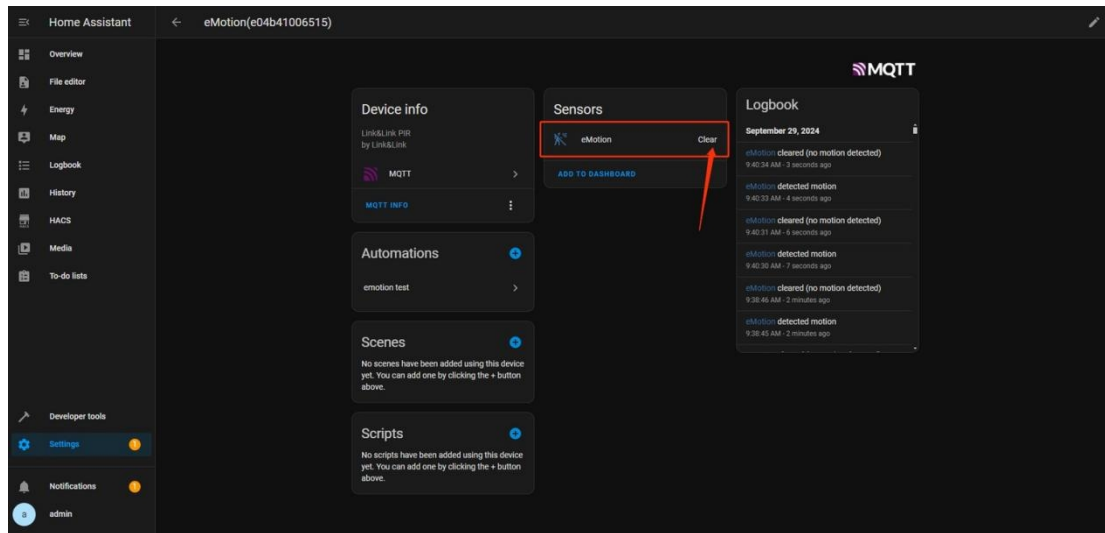 Home Assistant
eMotion(e04b41006515)
Overview
File editor
Energy
Map
Logbook
History
HACS
Media
To-do lists
Developer tools
Settings
1
Notifications
1
a
admin
Device info
Link&Link PIR
by Link&Link
MQTT
MQTT INFO
Automations
emotion test
Scenes
No scenes have been added using this device
yet. You can add one by clicking the + button
above.
Scripts
No scripts have been added using this device
yet. You can add one by clicking the + button
above.
Sensors
eMotion Clear
ADD TO DASHBOARD
MQTT
Logbook
September 29, 2024
eMotion cleared (no motion detected)
9:40:34 AM - 3 seconds ago
eMotion detected motion
9:40:33 AM - 4 seconds ago
eMotion cleared (no motion detected)
9:40:31 AM - 6 seconds ago
eMotion detected motion
9:40:30 AM - 7 seconds ago
eMotion cleared (no motion detected)
9:38:46 AM - 2 minutes ago
eMotion detected motion
9:38:45 AM - 2 minutes ago